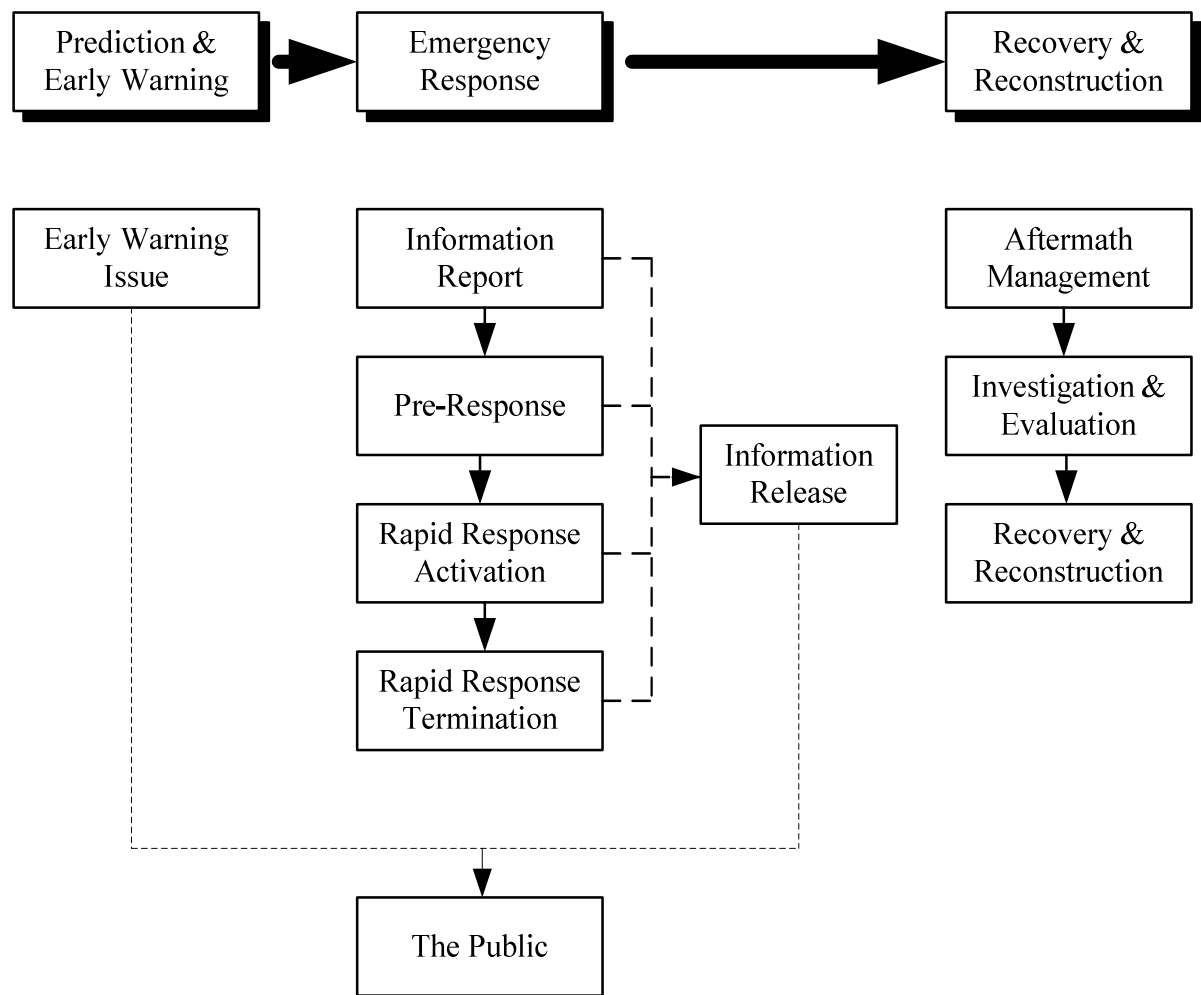 Prediction &
Early Warning
Emergency
Response
Recovery &
Reconstruction
Early Warning
Issue
Information
Report
Aftermath
Management
Pre-Response
Investigation &
Evaluation
Information
Release
Rapid Response
Activation
Recovery &
Reconstruction
Rapid Response
Termination
The Public